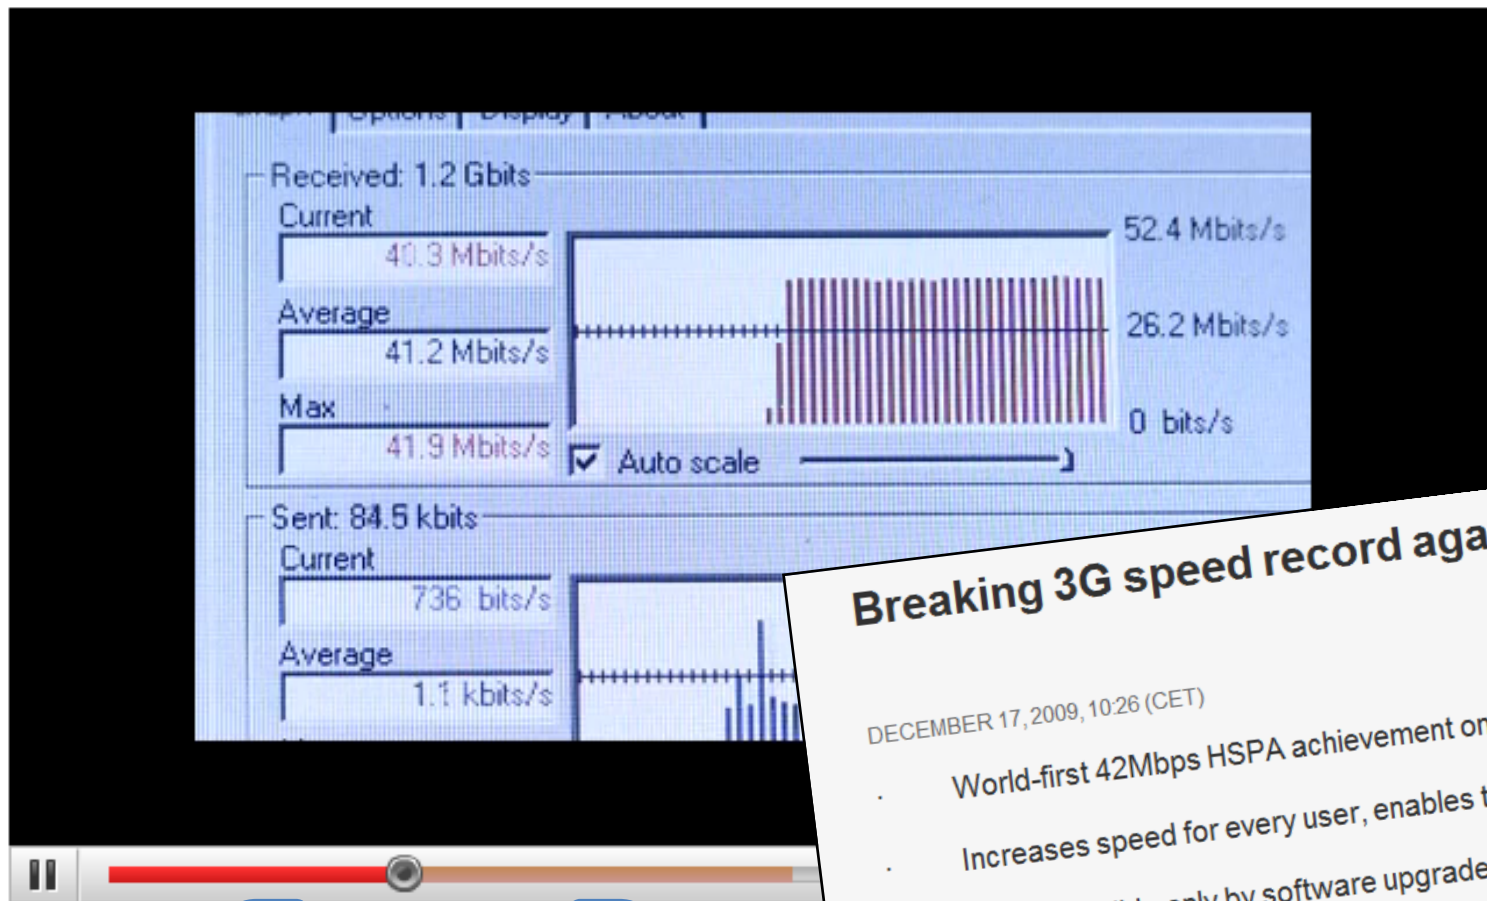 Options Display About
Received: 1.2 Gbits
Current
40.3 Mbits/s
Average
41.2 Mbits/s
Max
41.9 Mbits/s
52.4 Mbits/s
26.2 Mbits/s
0 bits/s
Auto scale
Sent: 84.5 kbits
Current
736 bits/s
Average
1.1 kbits/s
Breaking 3G speed record
DECEMBER 17, 2009, 10:26 (CET)
· World-first 42Mbps HSPA achievement on
· Increases speed for every user, enables
only by software upgrade